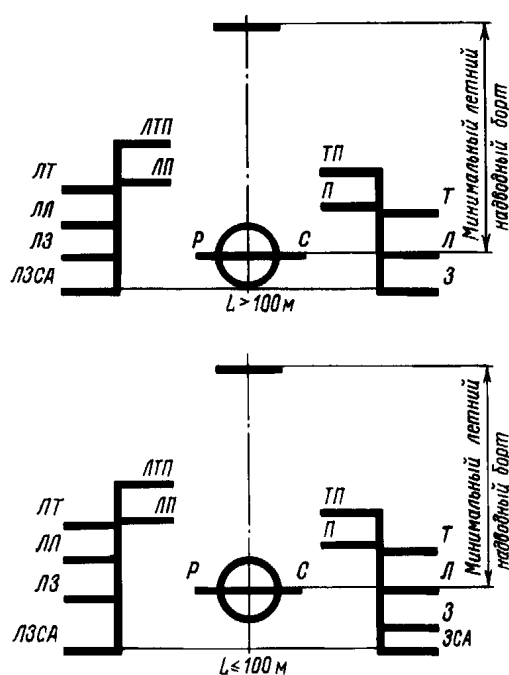 ЛТП
ТП
ЛТ
ЛП
П
Т
ЛЛ
ЛЗ
Р
С
Л
ЛЗСА
З
L > 100 м
Минимальный летний
надводный борт
ЛТП
ТП
ЛТ
ЛП
П
Т
ЛЛ
Р
С
Л
ЛЗ
З
ЛЗСА
ЗСА
L ≤ 100 м
Минимальный летний
надводный борт